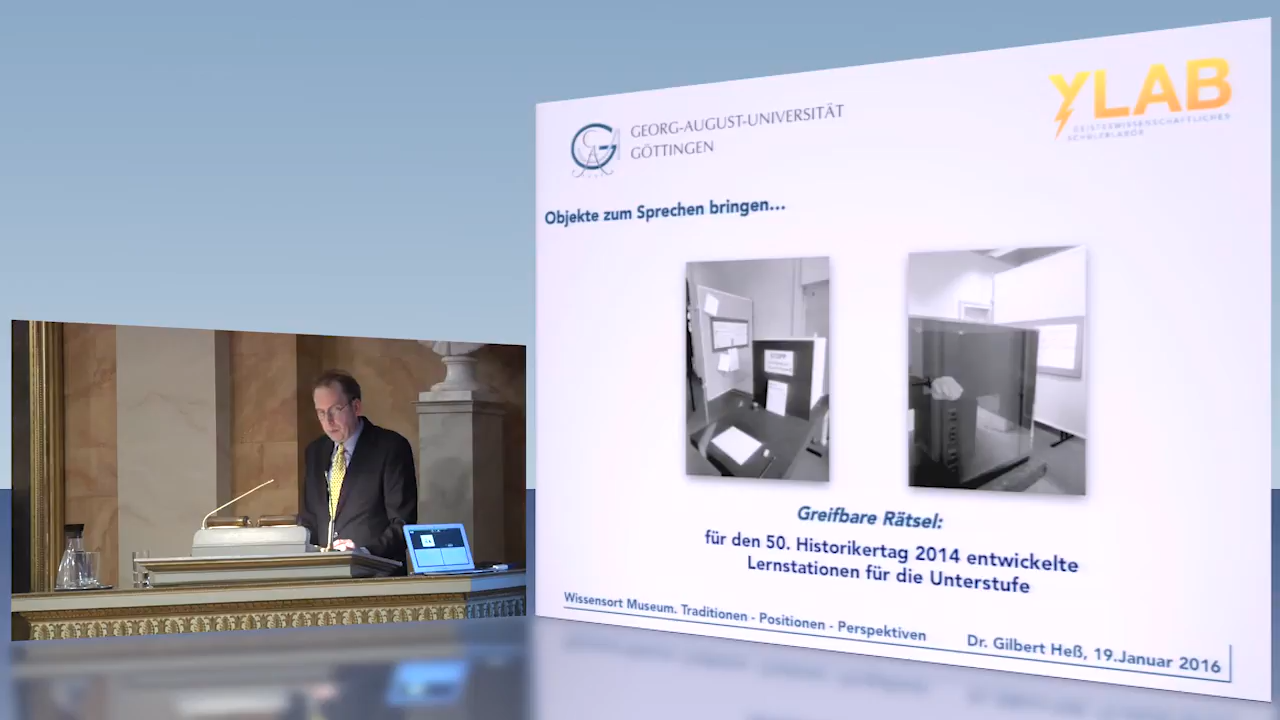 GEORG-AUGUST-UNIVERSITÄT
GÖTTINGEN
YLAB
GEISTESWISSENSCHAFTLICHES
SCHÜLERLABOR
Objekte zum Sprechen bringen...
Greifbare Rätsel:
für den 50. Historikertag 2014 entwickelte
Lernstationen für die Unterstufe
Wissensort Museum. Traditionen - Positionen - Perspektiven
Dr. Gilbert Heß, 19.Januar 2016